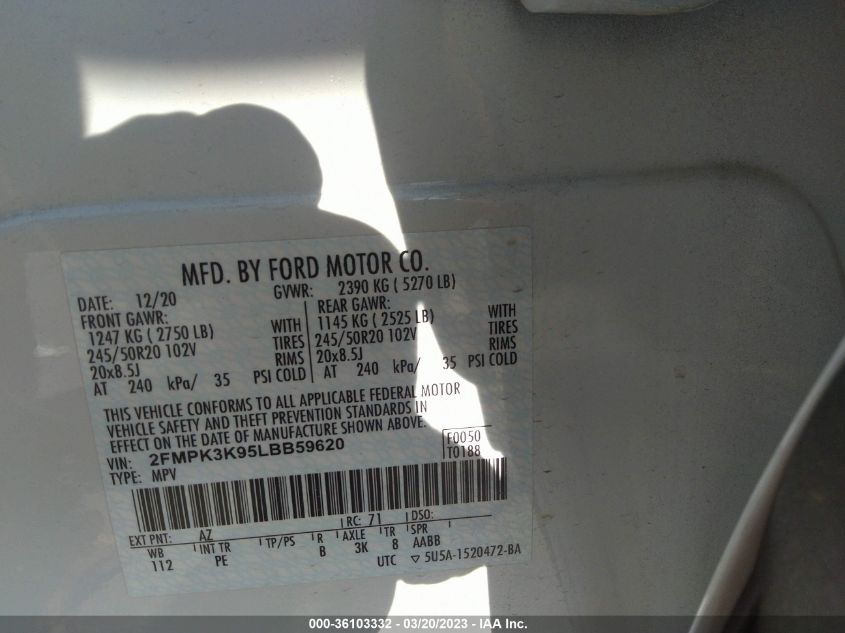 MFD. BY FORD MOTOR CO.
DATE: 12/20 GVWR: 2390 KG ( 5270 LB)
FRONT GAWR: REAR GAWR:
1247 KG ( 2750 LB) WITH 1145 KG ( 2525 LB) WITH
245/50R20 102V TIRES 245/50R20 102V TIRES
20x8.5J RIMS 20x8.5J RIMS
AT 240 kPa/ 35 PSI COLD AT 240 kPa/ 35 PSI COLD
THIS VEHICLE CONFORMS TO ALL APPLICABLE FEDERAL MOTOR
VEHICLE SAFETY AND THEFT PREVENTION STANDARDS IN
EFFECT ON THE DATE OF MANUFACTURE SHOWN ABOVE.
VIN: 2FMPK3K95LBB59620 F0050
TYPE: MPV T0188
EXT PNT: AZ RC: 71 DSO:
WB INT TR TP/PS R AXLE TR SPR
112 PE B 3K 8 AABB
UTC ▽ 5U5A-1520472-BA
000-36103332 - 03/20/2023 - IAA Inc.